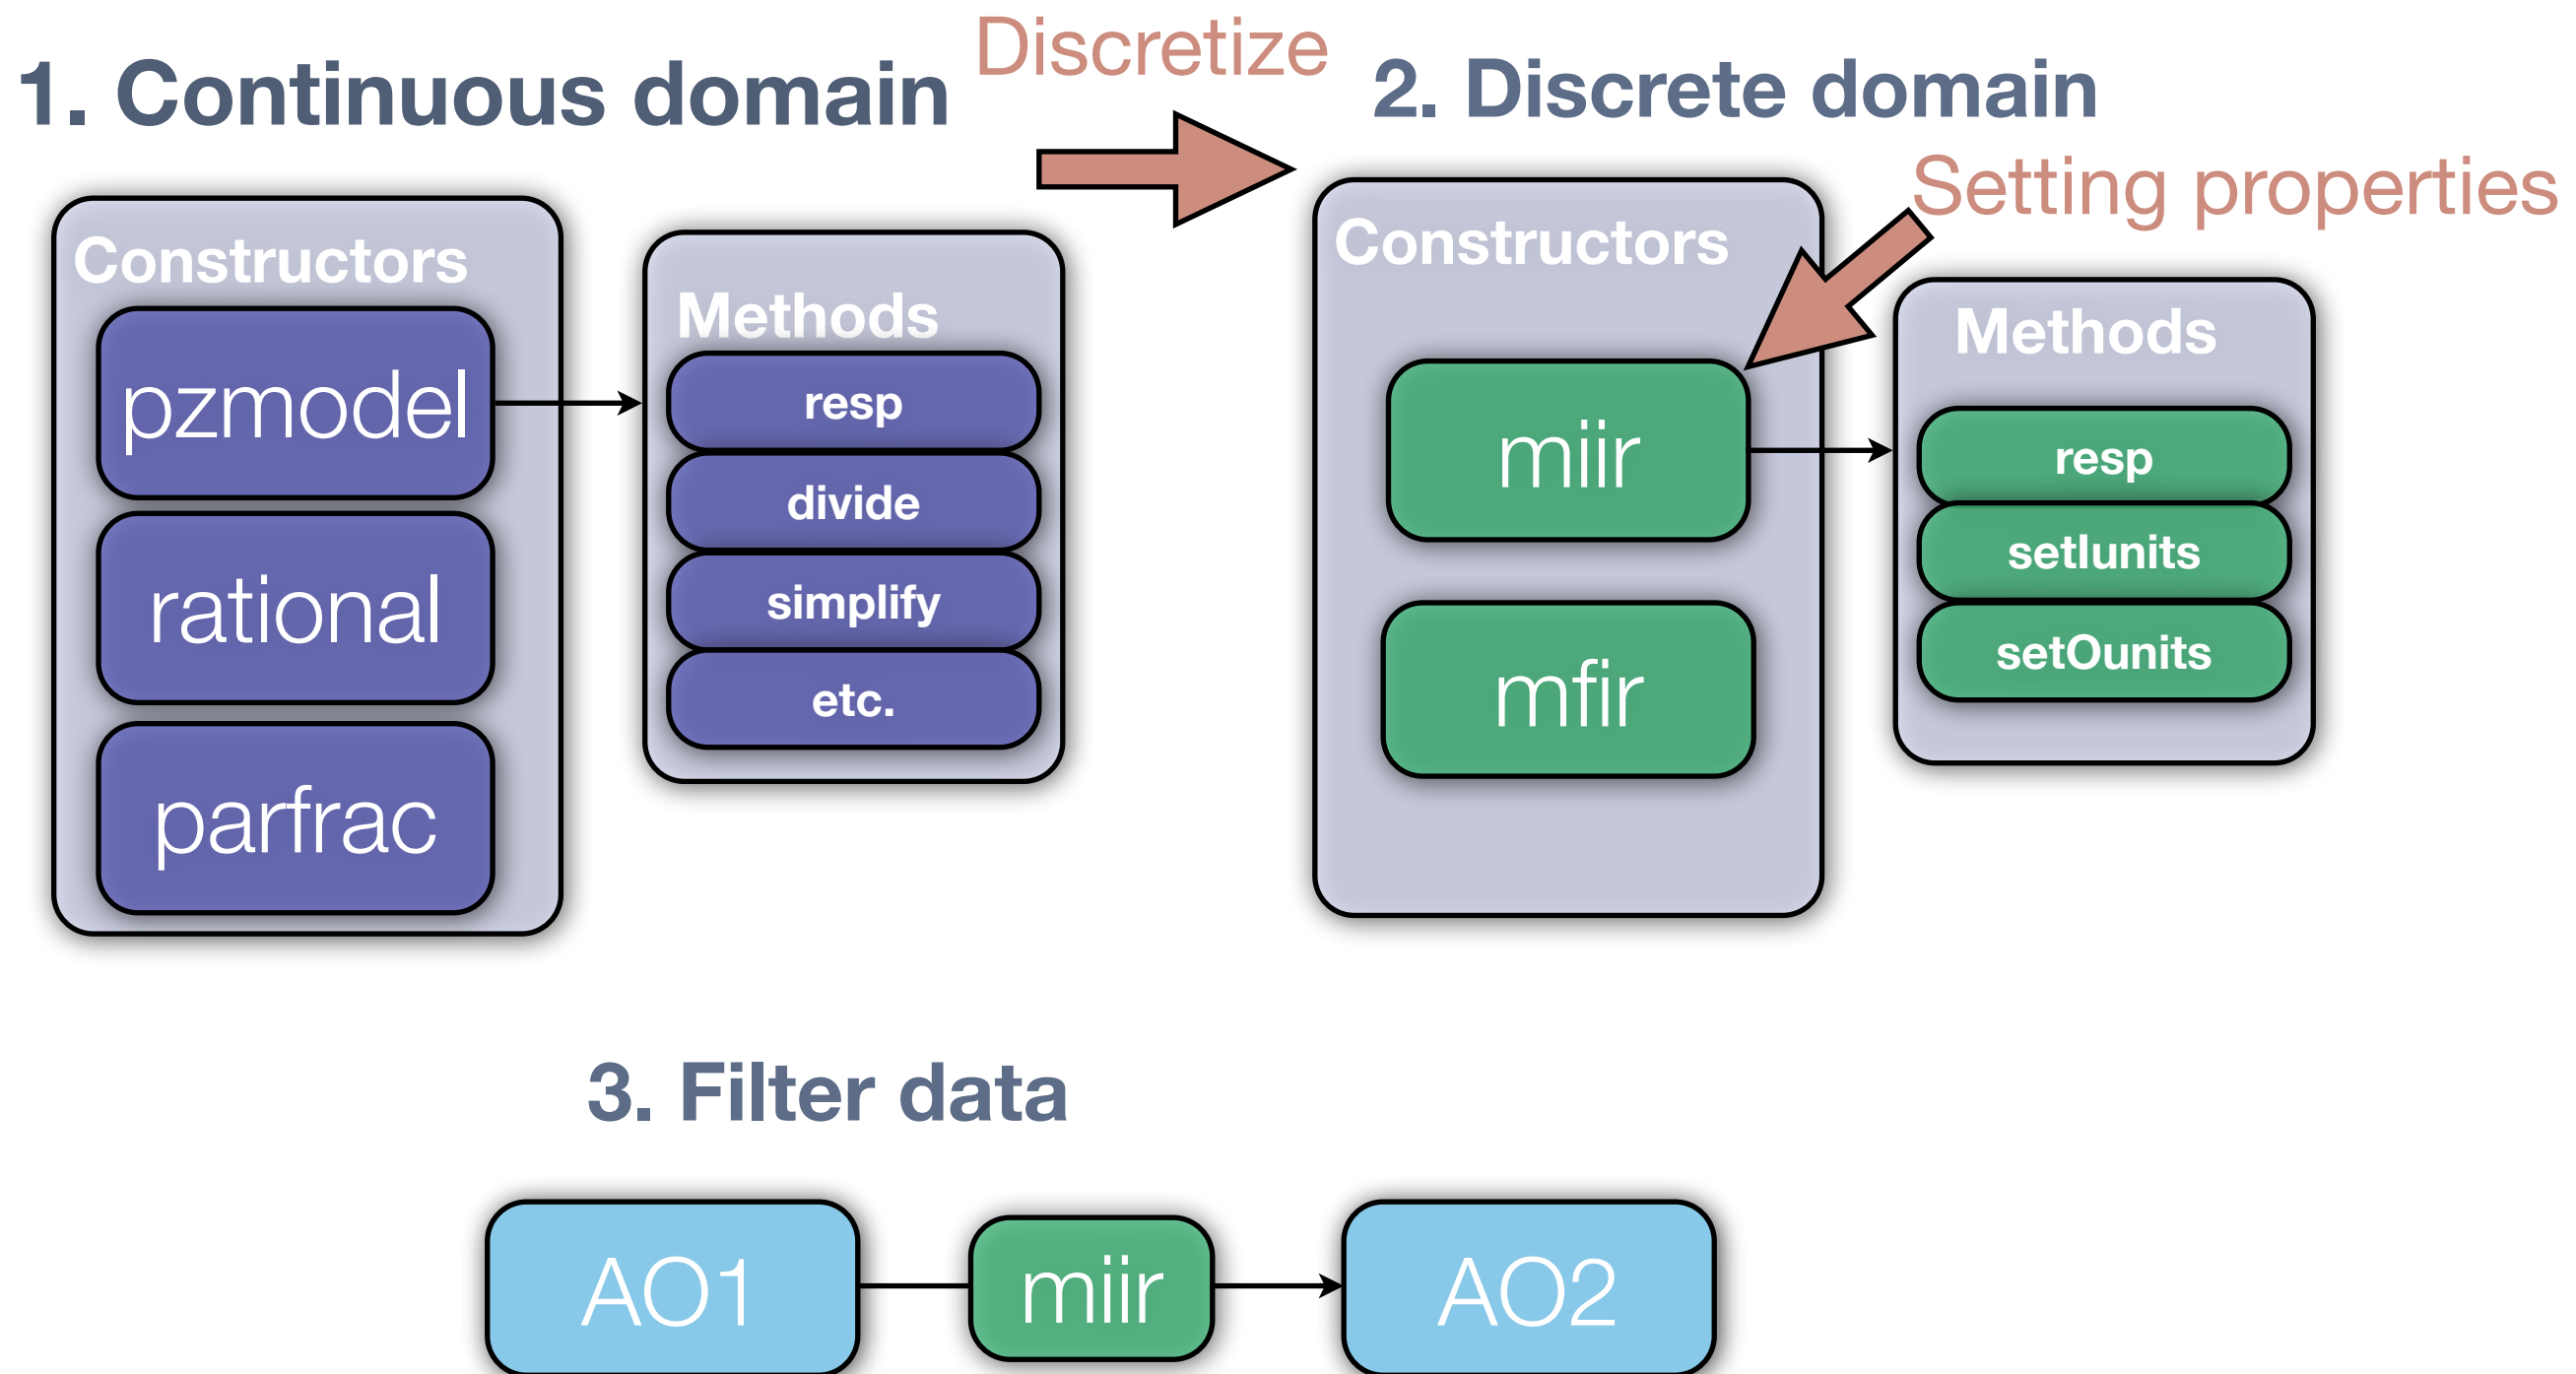 1. Continuous domain
Discretize
2. Discrete domain
Setting properties
Constructors
pzmodel
rational
parfrac
Methods
resp
divide
simplify
etc.
Constructors
miir
mfir
Methods
resp
setIunits
setOunits
3. Filter data
AO1
miir
AO2